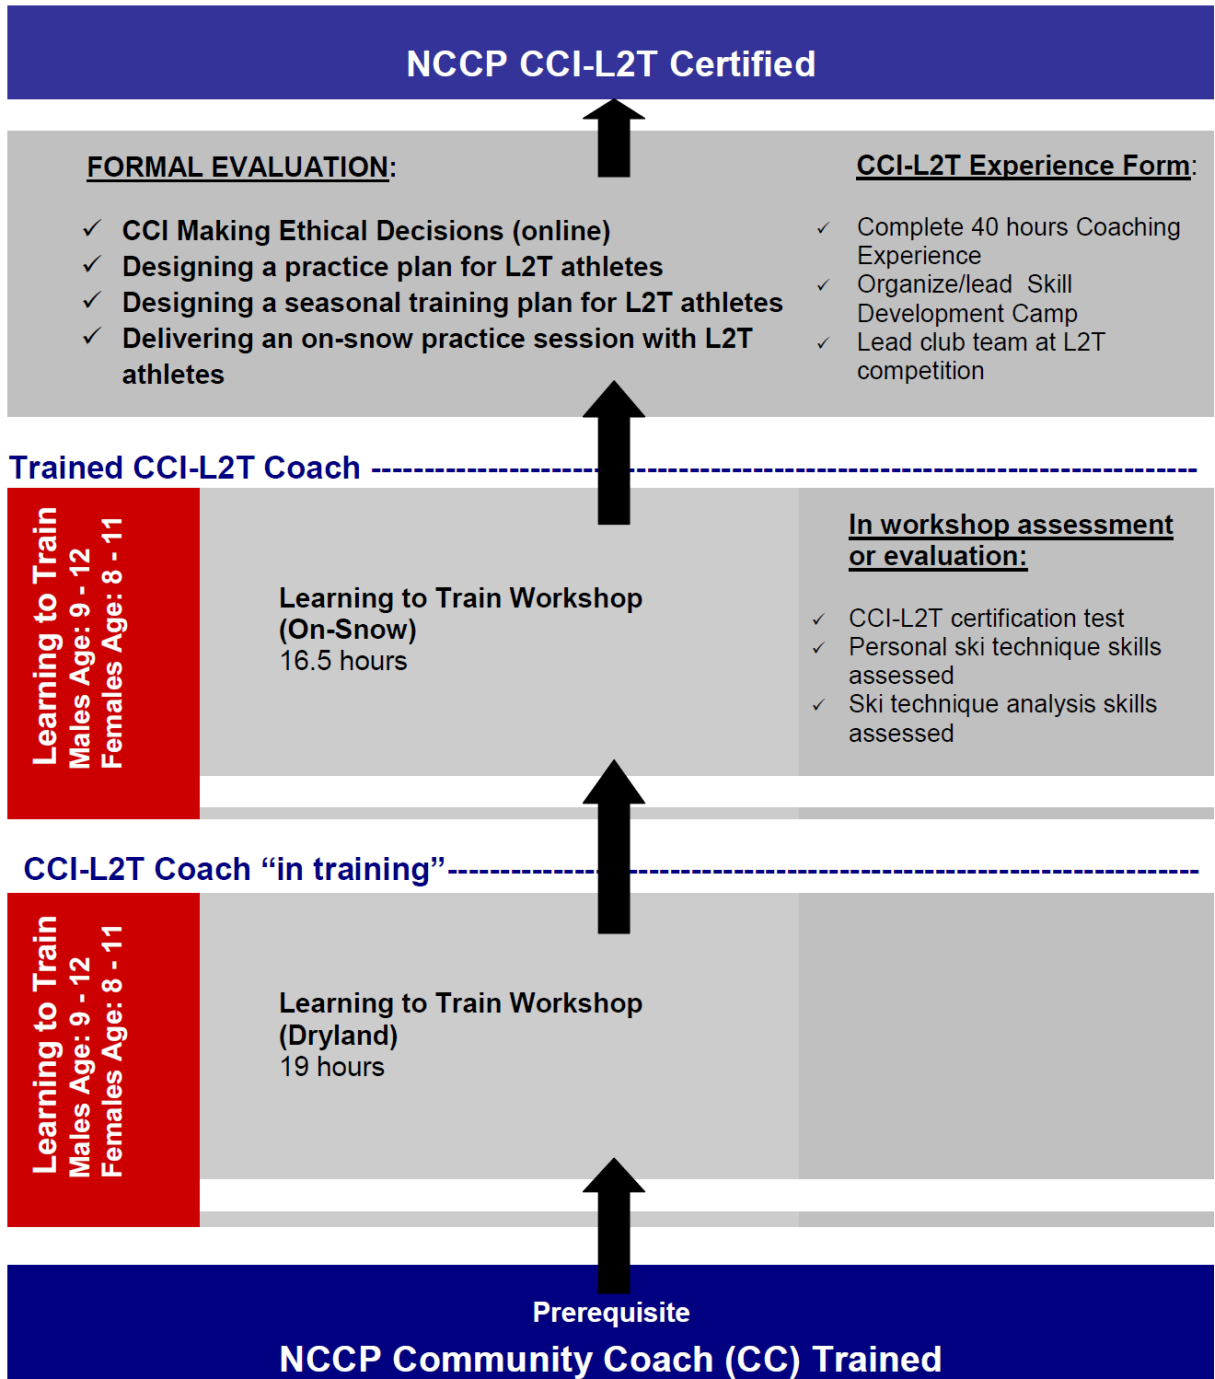 NCCP CCI-L2T Certified
FORMAL EVALUATION:
✓ CCI Making Ethical Decisions (online)
✓ Designing a practice plan for L2T athletes
✓ Designing a seasonal training plan for L2T athletes
✓ Delivering an on-snow practice session with L2T
athletes
CCI-L2T Experience Form:
✓ Complete 40 hours Coaching
Experience
✓ Organize/lead Skill
Development Camp
✓ Lead club team at L2T
competition
Trained CCI-L2T Coach
Learning to Train
Males Age: 9 - 12
Females Age: 8 - 11
Learning to Train Workshop
(On-Snow)
16.5 hours
In workshop assessment
or evaluation:
✓ CCI-L2T certification test
✓ Personal ski technique skills
assessed
✓ Ski technique analysis skills
assessed
CCI-L2T Coach “in training”
Learning to Train
Males Age: 9 - 12
Females Age: 8 - 11
Learning to Train Workshop
(Dryland)
19 hours
Prerequisite
NCCP Community Coach (CC) Trained